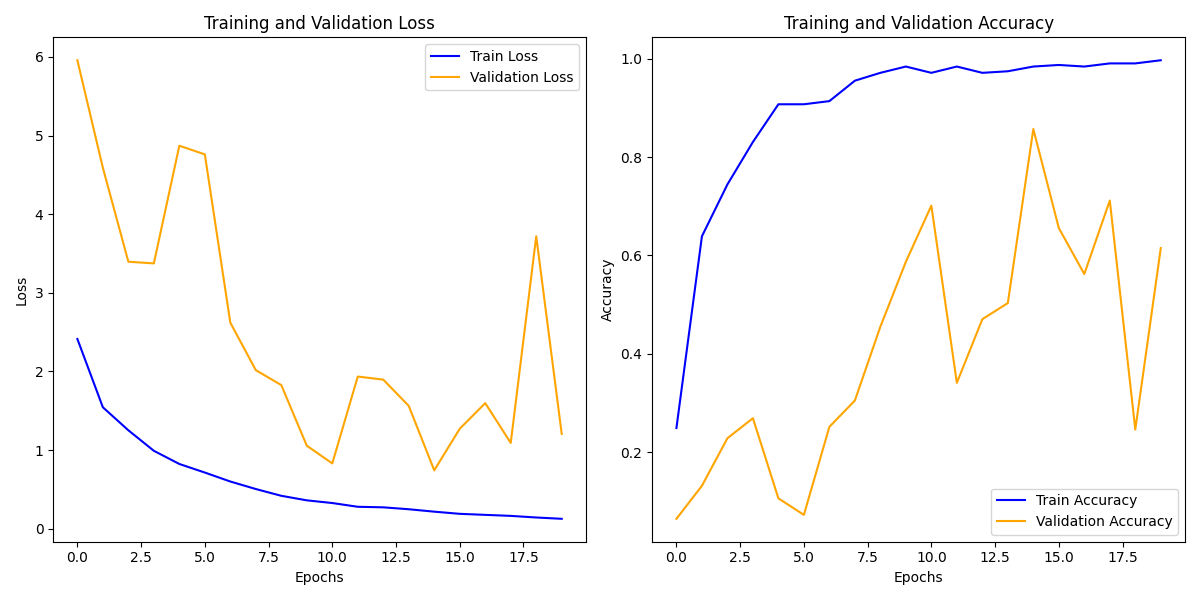 Training and Validation Loss
Train Loss
Validation Loss
6
5
4
3
2
1
0
Loss
0.0 2.5 5.0 7.5 10.0 12.5 15.0 17.5
Epochs
Training and Validation Accuracy
1.0
0.8
0.6
0.4
0.2
Accuracy
Train Accuracy
Validation Accuracy
0.0 2.5 5.0 7.5 10.0 12.5 15.0 17.5
Epochs